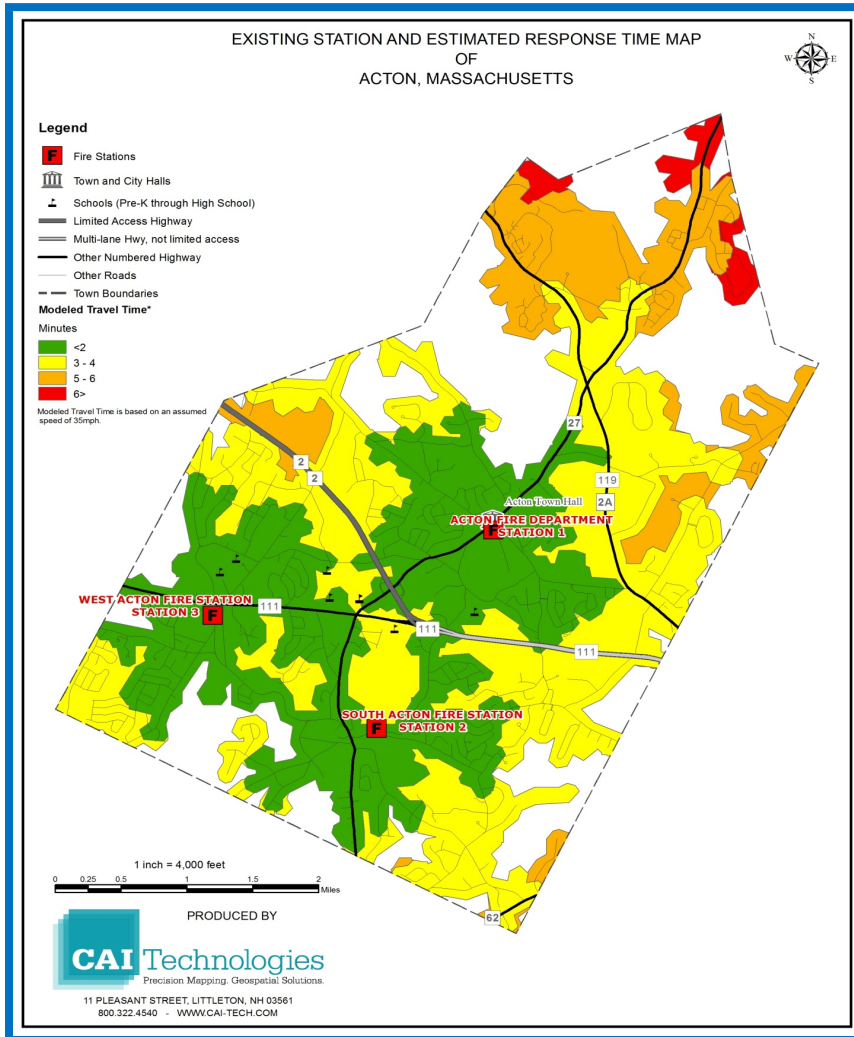 EXISTING STATION AND ESTIMATED RESPONSE TIME MAP
OF
ACTON, MASSACHUSETTS
N
W
E
S
Legend
F
Fire Stations
Town and City Halls
Schools (Pre-K through High School)
Limited Access Highway
Multi-lane Hwy, not limited access
Other Numbered Highway
Other Roads
Town Boundaries
Modeled Travel Time*
Minutes
<2
3 - 4
5 - 6
6>
Modeled Travel Time is based on an assumed
speed of 35mph.
27
2
2
119
2A
Acton Town Hall
ACTON FIRE DEPARTMENT
STATION 1
F
WEST ACTON FIRE STATION
STATION 3
F
111
111
111
SOUTH ACTON FIRE STATION
STATION 2
F
62
1 inch = 4,000 feet
0 0.25 0.5 1 1.5 2
Miles
PRODUCED BY
CAI Technologies
Precision Mapping. Geospatial Solutions.
11 PLEASANT STREET, LITTLETON, NH 03561
800.322.4540 - WWW.CAI-TECH.COM